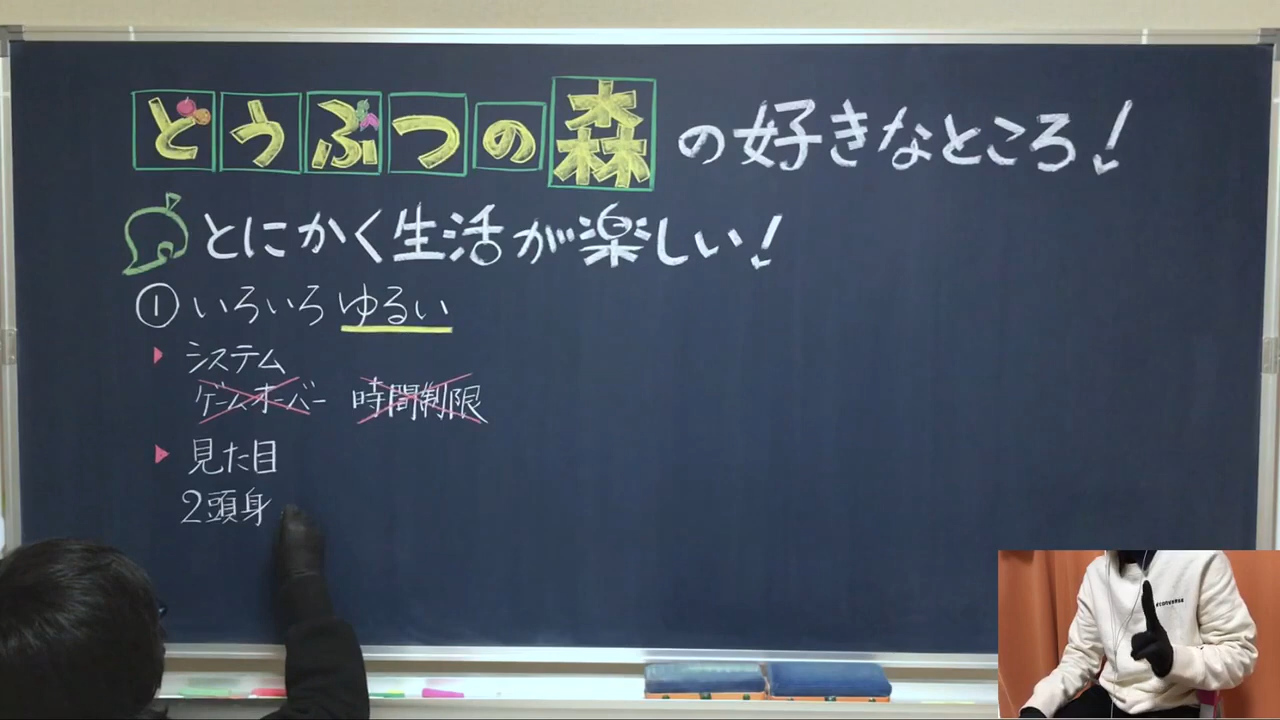 どうぶつの森の好きなところ!
とにかく生活が楽しい!
①いろいろゆるい
システム
ゲームオーバー 時間制限
見た目
2頭身
converse